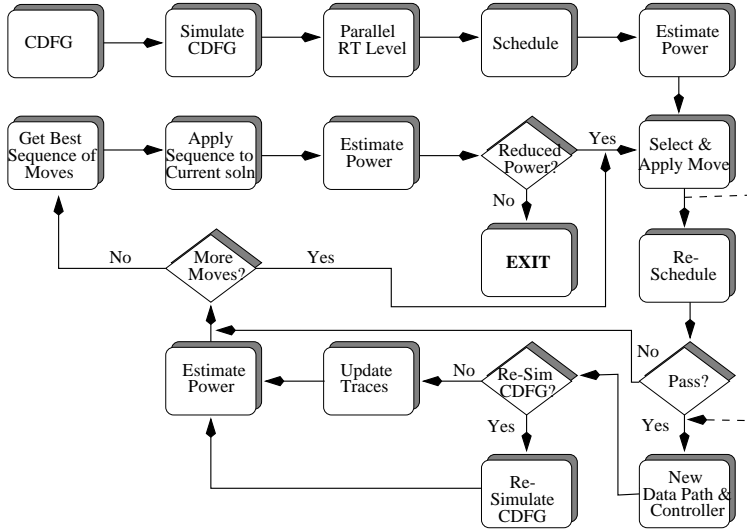 CDFG
Simulate
CDFG
Parallel
RT Level
Schedule
Estimate
Power
Get Best
Sequence of
Moves
Apply
Sequence to
Current soln
Estimate
Power
Reduced
Power?
Yes
Select &
Apply Move
No
EXIT
No
More
Moves?
Yes
Re-
Schedule
Estimate
Power
Update
Traces
No
Re-Sim
CDFG?
No
Pass?
Yes
Yes
Re-
Simulate
CDFG
New
Data Path &
Controller